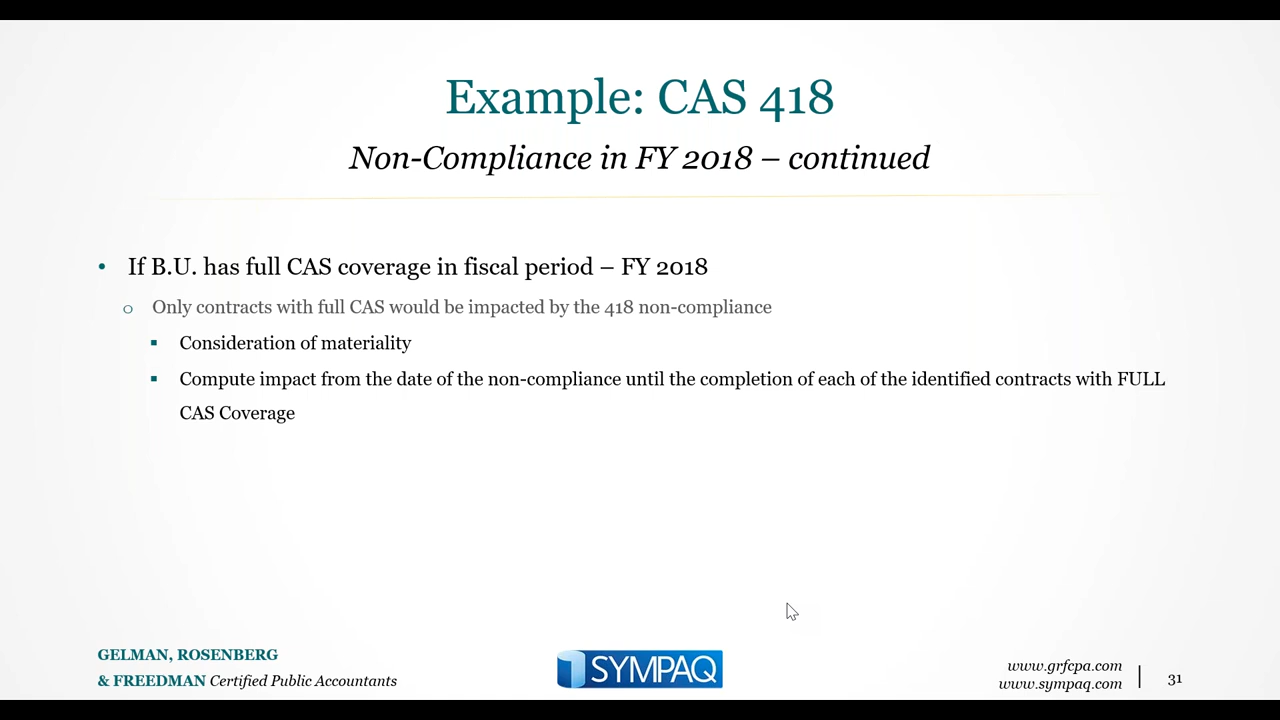 Example: CAS 418
Non-Compliance in FY 2018 – continued
• If B.U. has full CAS coverage in fiscal period – FY 2018
o Only contracts with full CAS would be impacted by the 418 non-compliance
▪ Consideration of materiality
▪ Compute impact from the date of the non-compliance until the completion of each of the identified contracts with FULL
CAS Coverage
GELMAN, ROSENBERG
& FREEDMAN Certified Public Accountants
SYMPAQ
www.grfcpa.com
www.sympaq.com
31